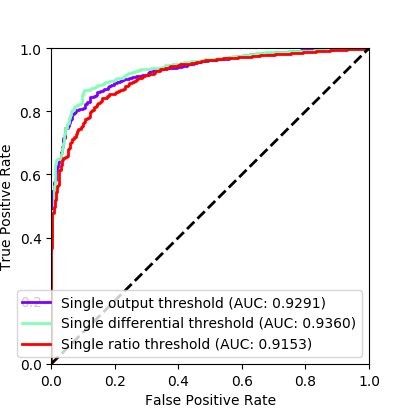 1.0
0.8
0.6
0.4
0.2
0.0
True Positive Rate
Single output threshold (AUC: 0.9291)
Single differential threshold (AUC: 0.9360)
Single ratio threshold (AUC: 0.9153)
0.0 0.2 0.4 0.6 0.8 1.0
False Positive Rate